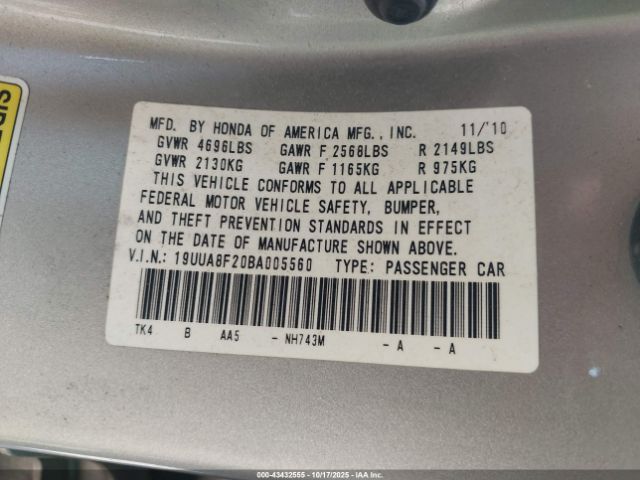 MFD. BY HONDA OF AMERICA MFG., INC. 11/'10
GVWR 4696LBS GAWR F 2568LBS R 2149LBS
GVWR 2130KG GAWR F 1165KG R 975KG
THIS VEHICLE CONFORMS TO ALL APPLICABLE
FEDERAL MOTOR VEHICLE SAFETY, BUMPER,
AND THEFT PREVENTION STANDARDS IN EFFECT
ON THE DATE OF MANUFACTURE SHOWN ABOVE.
V.I.N.: 19UUA8F20BA005560 TYPE: PASSENGER CAR
TK4 B AA5 - NH743M - A - A
000-43432555 - 10/17/2025 - IAAI.com